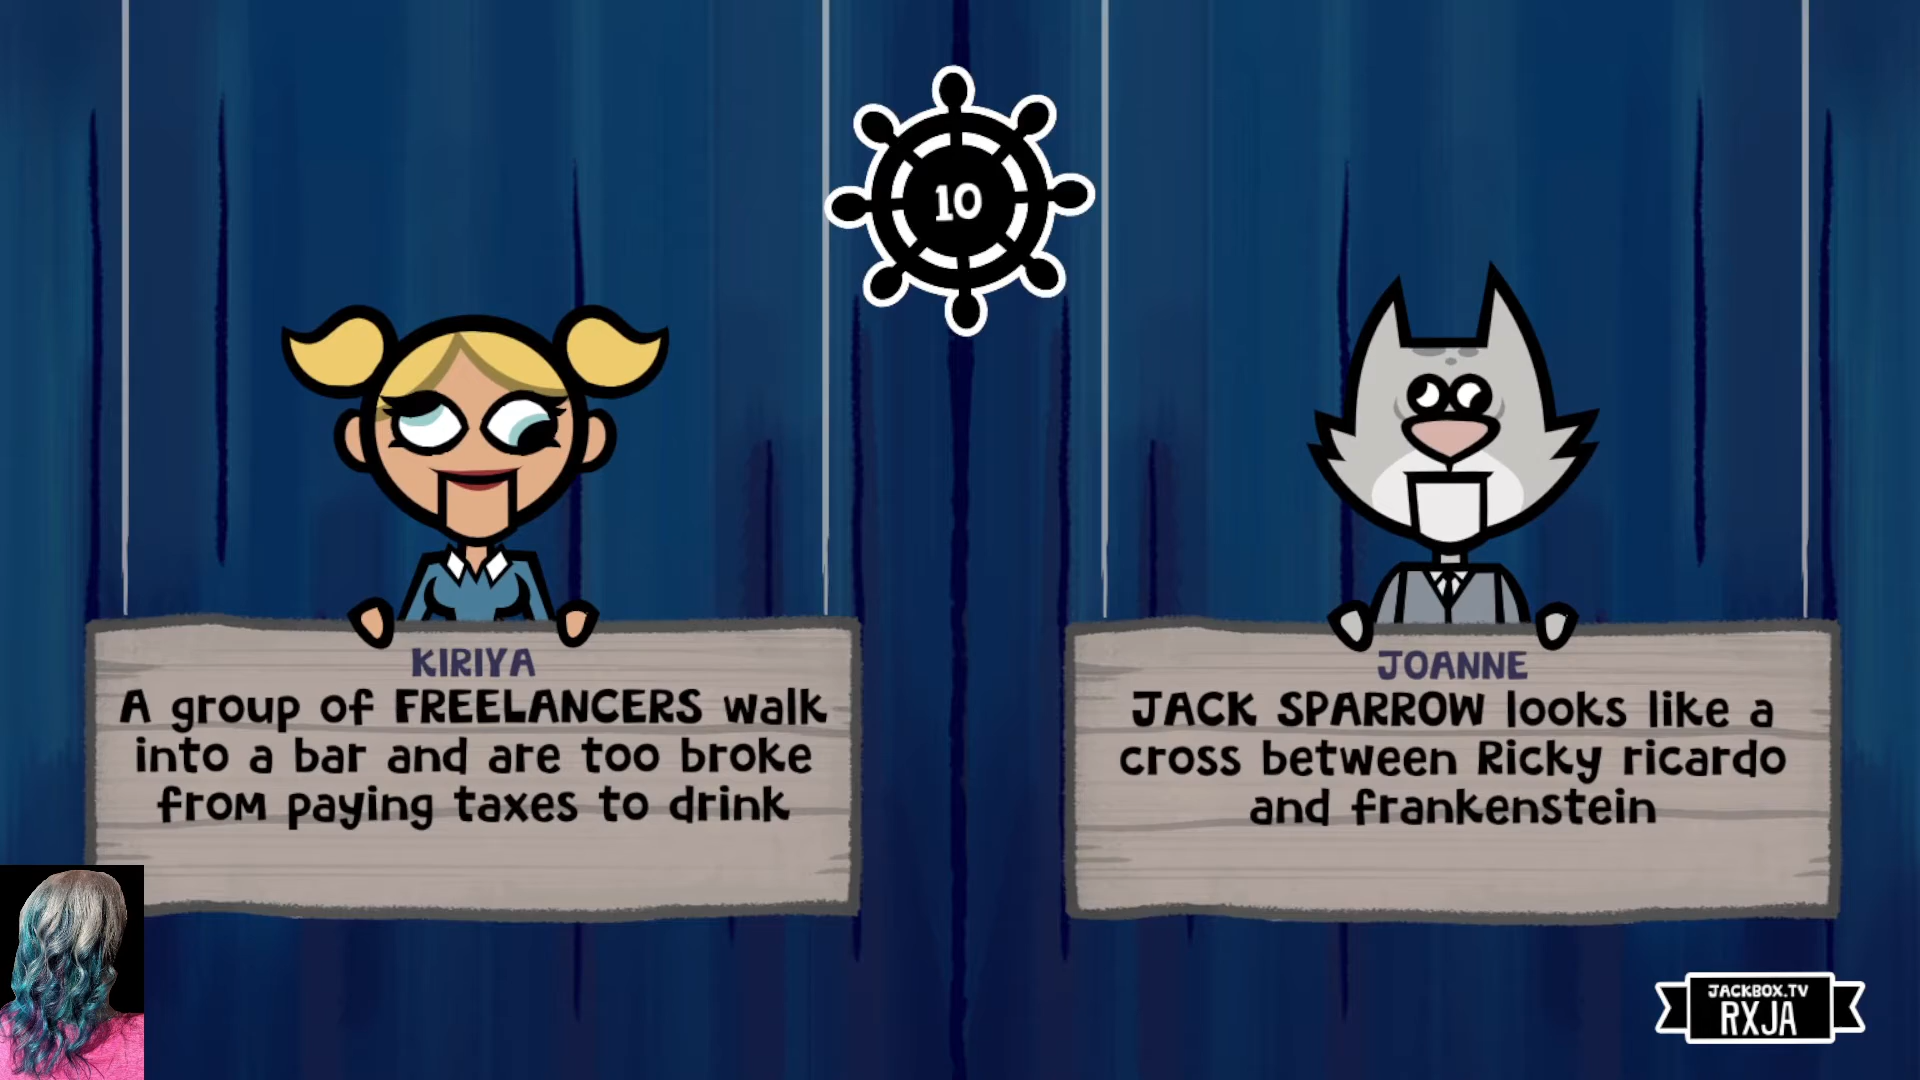 10
KIRIYA
A group of FREELANCERS walk
into a bar and are too broke
from paying taxes to drink
JOANNE
JACK SPARROW looks like a
cross between Ricky ricardo
and frankenstein
JACKBOX.TV
RXJA